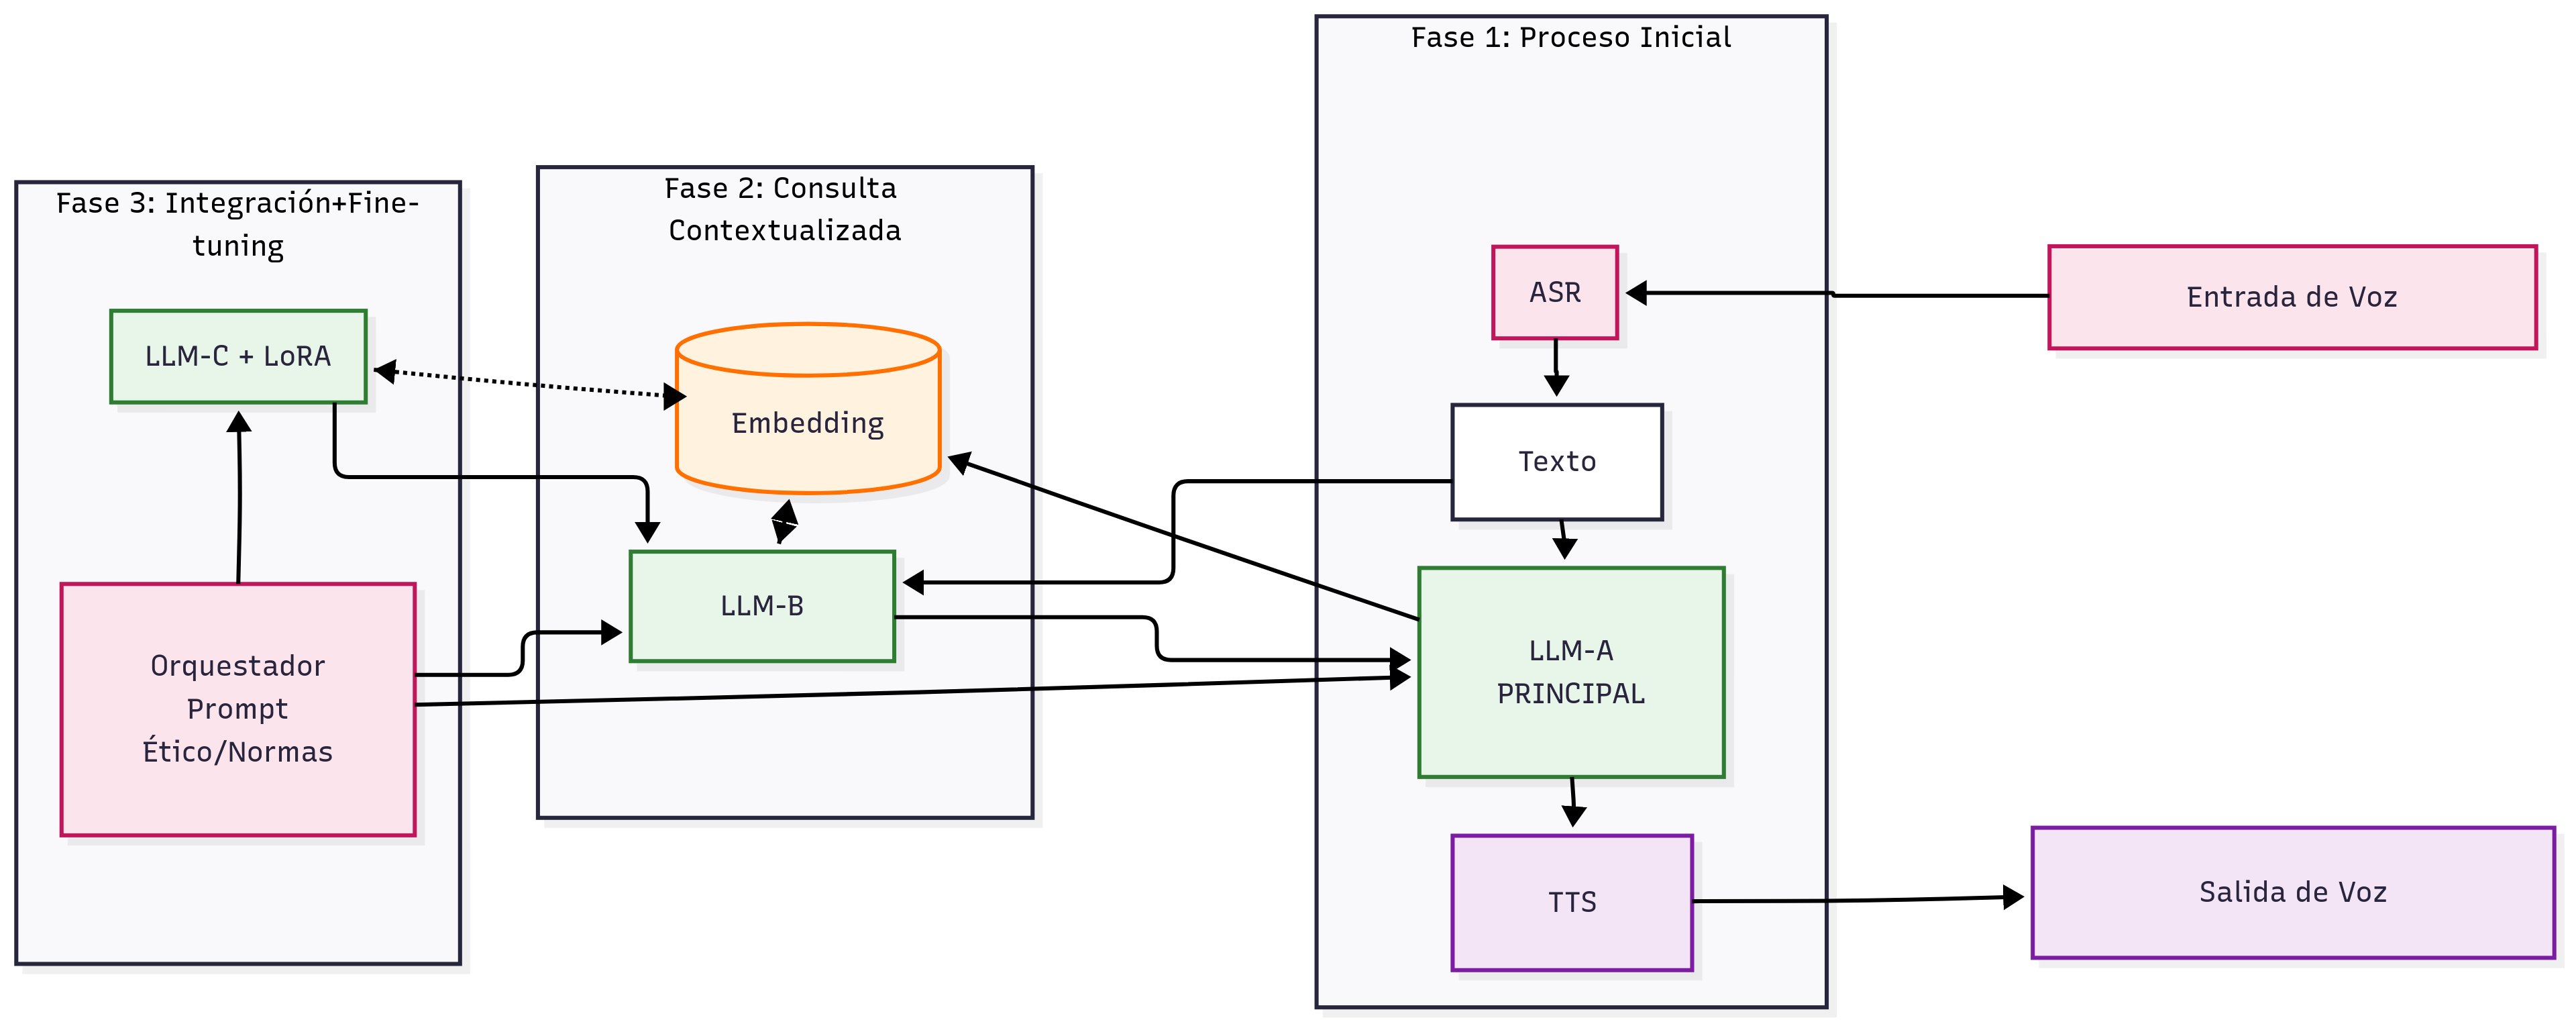 Fase 3: Integración+Fine-
tuning
LLM-C + LoRA
Orquestador
Prompt
Ético/Normas
Fase 2: Consulta
Contextualizada
Embedding
LLM-B
Fase 1: Proceso Inicial
ASR
Texto
LLM-A
PRINCIPAL
TTS
Entrada de Voz
Salida de Voz